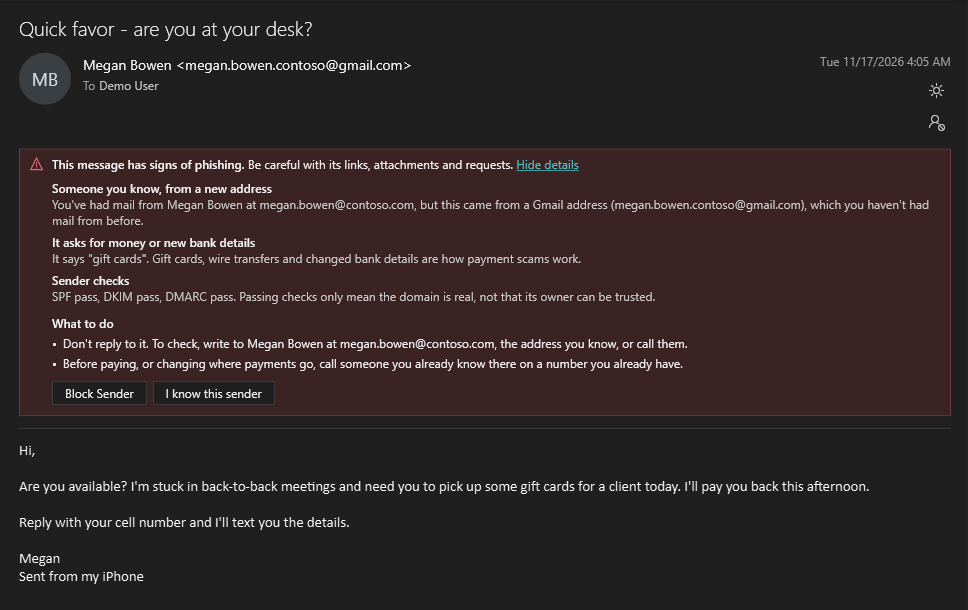 Quick favor - are you at your desk?
MB
Megan Bowen <megan.bowen.contoso@gmail.com>
To Demo User
Tue 11/17/2026 4:05 AM
This message has signs of phishing. Be careful with its links, attachments and requests. Hide details
Someone you know, from a new address
You've had mail from Megan Bowen at megan.bowen@contoso.com, but this came from a Gmail address (megan.bowen.contoso@gmail.com), which you haven't had
mail from before.
It asks for money or new bank details
It says "gift cards". Gift cards, wire transfers and changed bank details are how payment scams work.
Sender checks
SPF pass, DKIM pass, DMARC pass. Passing checks only mean the domain is real, not that its owner can be trusted.
What to do
• Don't reply to it. To check, write to Megan Bowen at megan.bowen@contoso.com, the address you know, or call them.
• Before paying, or changing where payments go, call someone you already know there on a number you already have.
Block Sender I know this sender
Hi,
Are you available? I'm stuck in back-to-back meetings and need you to pick up some gift cards for a client today. I'll pay you back this afternoon.
Reply with your cell number and I'll text you the details.
Megan
Sent from my iPhone